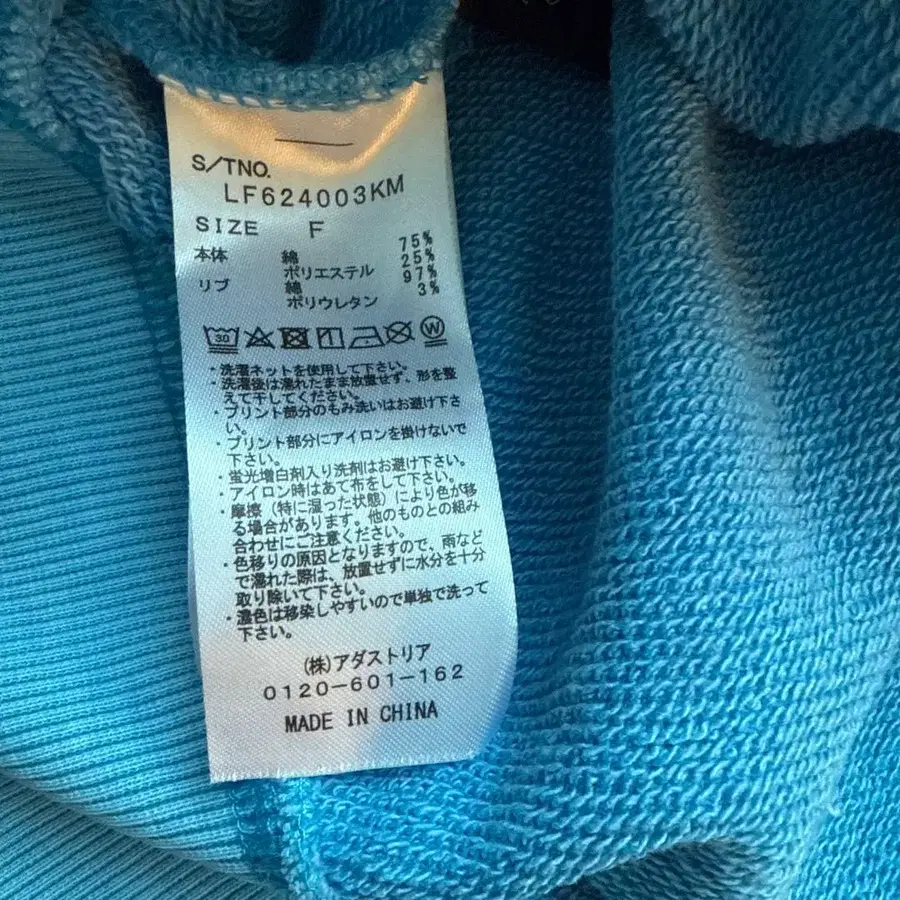 S/TNO.
LF624003KM
SIZE F
本体 綿 75%
ポリエステル 25%
リブ 綿 97%
ポリウレタン 3%
30 W
・洗濯ネットを使用して下さい。
・洗濯後は濡れたまま放置せず、形を整
えて干してください。
・プリント部分のもみ洗いはお避け下さ
い。
・プリント部分にアイロンを掛けないで
下さい。
・蛍光増白剤入り洗剤はお避け下さい。
・アイロン時はあて布をして下さい。
・摩擦（特に湿った状態）により色が移
る場合があります。他のものとの組み
合わせにご注意ください。
・色移りの原因となりますので、雨など
で濡れた際は、放置せずに水分を十分
取り除いて下さい。
・濃色は移染しやすいので単独で洗って
下さい。
(株)アダストリア
0120-601-162
MADE IN CHINA